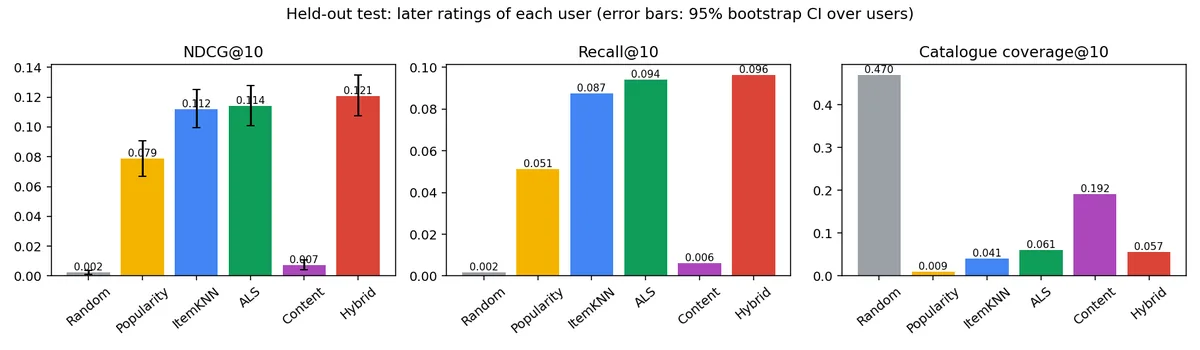 Held-out test: later ratings of each user (error bars: 95% bootstrap CI over users)
NDCG@10
0.14
0.12
0.10
0.08
0.06
0.04
0.02
0.00
0.002
0.079
0.112
0.114
0.007
0.121
Random
Popularity
ItemKNN
ALS
Content
Hybrid
Recall@10
0.10
0.08
0.06
0.04
0.02
0.00
0.002
0.051
0.087
0.094
0.006
0.096
Random
Popularity
ItemKNN
ALS
Content
Hybrid
Catalogue coverage@10
0.4
0.3
0.2
0.1
0.0
0.470
0.009
0.041
0.061
0.192
0.057
Random
Popularity
ItemKNN
ALS
Content
Hybrid